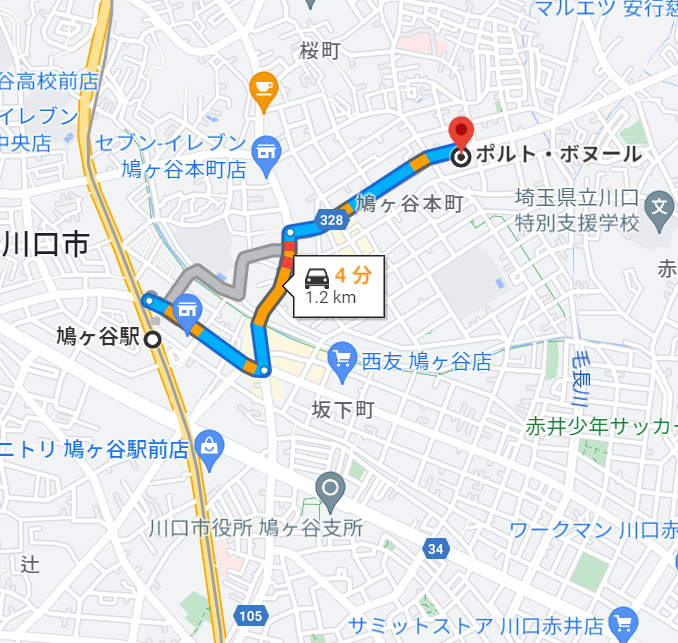 マルエツ 安行慈
桜町
谷高校前店
イレブン
中央店
セブン-イレブン
鳩ヶ谷本町店
ポルト・ボヌール
埼玉県立川口
特別支援学校
鳩ヶ谷本町
328
川口市
赤
4 分
1.2 km
鳩ヶ谷駅
西友 鳩ヶ谷店
毛長川
坂下町
赤井少年サッカー
ニトリ 鳩ヶ谷駅前店
川口市役所 鳩ヶ谷支所
ワークマン 川口赤
34
辻
105
サミットストア 川口赤井店